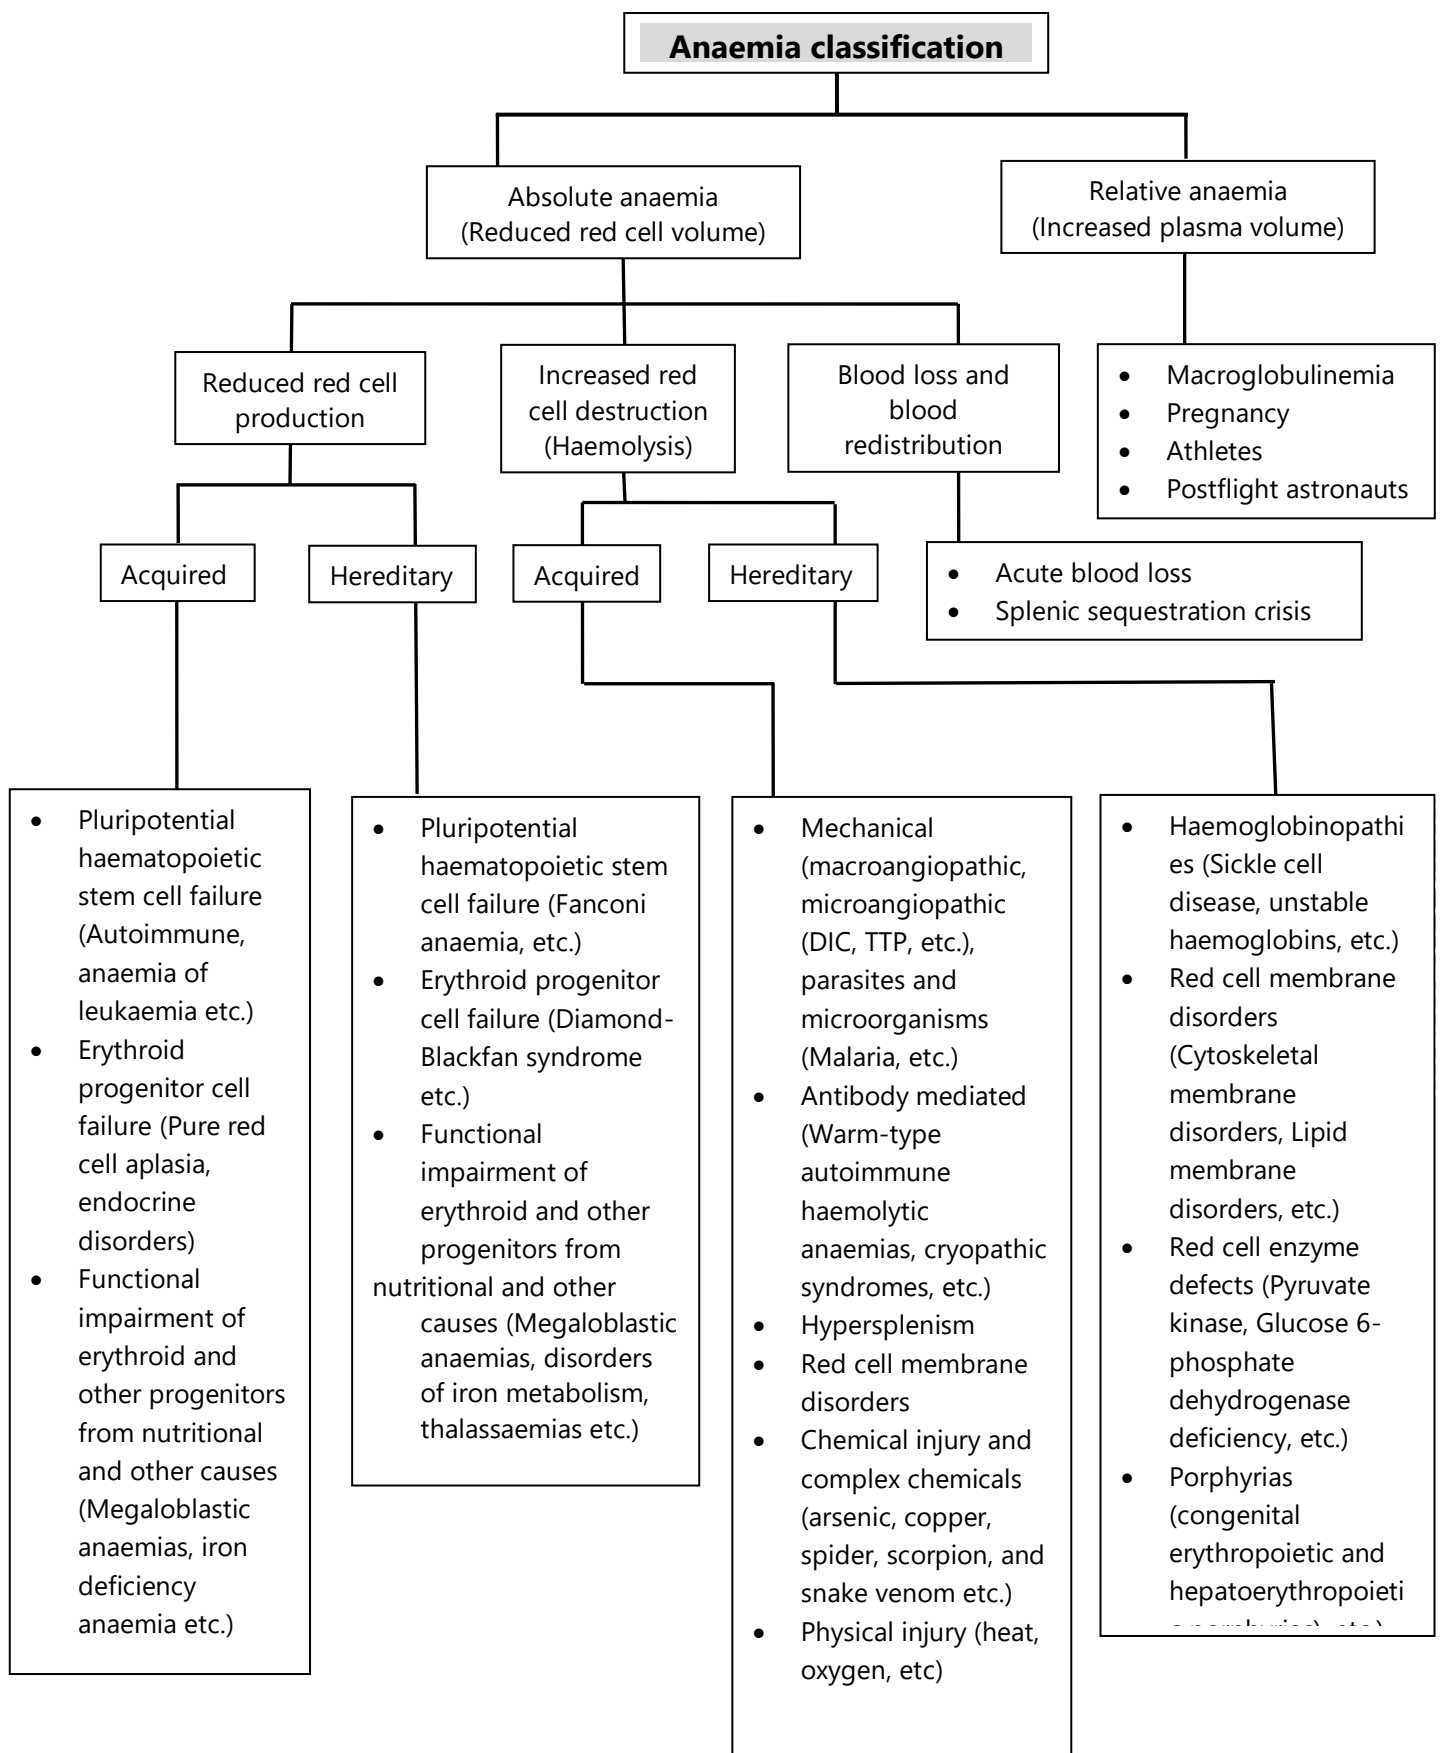 Anaemia classification
Absolute anaemia
(Reduced red cell volume)
Relative anaemia
(Increased plasma volume)
Reduced red cell
production
Increased red
cell destruction
(Haemolysis)
Blood loss and
blood
redistribution
• Macroglobulinemia
• Pregnancy
• Athletes
• Postflight astronauts
Acquired
Hereditary
Acquired
Hereditary
• Acute blood loss
• Splenic sequestration crisis
• Pluripotential
haematopoietic
stem cell failure
(Autoimmune,
anaemia of
leukaemia etc.)
• Erythroid
progenitor cell
failure (Pure red
cell aplasia,
endocrine
disorders)
• Functional
impairment of
erythroid and
other progenitors
from nutritional
and other causes
(Megaloblastic
anaemias, iron
deficiency
anaemia etc.)
• Pluripotential
haematopoietic stem
cell failure (Fanconi
anaemia, etc.)
• Erythroid progenitor
cell failure (Diamond-
Blackfan syndrome
etc.)
• Functional
impairment of
erythroid and other
progenitors from
nutritional and other
causes (Megaloblastic
anaemias, disorders
of iron metabolism,
thalassaemias etc.)
• Mechanical
(macroangiopathic,
microangiopathic
(DIC, TTP, etc.),
parasites and
microorganisms
(Malaria, etc.)
• Antibody mediated
(Warm-type
autoimmune
haemolytic
anaemias, cryopathic
syndromes, etc.)
• Hypersplenism
• Red cell membrane
disorders
• Chemical injury and
complex chemicals
(arsenic, copper,
spider, scorpion, and
snake venom etc.)
• Physical injury (heat,
oxygen, etc)
• Haemoglobinopathi
es (Sickle cell
disease, unstable
haemoglobins, etc.)
• Red cell membrane
disorders
(Cytoskeletal
membrane
disorders, Lipid
membrane
disorders, etc.)
• Red cell enzyme
defects (Pyruvate
kinase, Glucose 6-
phosphate
dehydrogenase
deficiency, etc.)
• Porphyrias
(congenital
erythropoietic and
hepatoerythropoieti